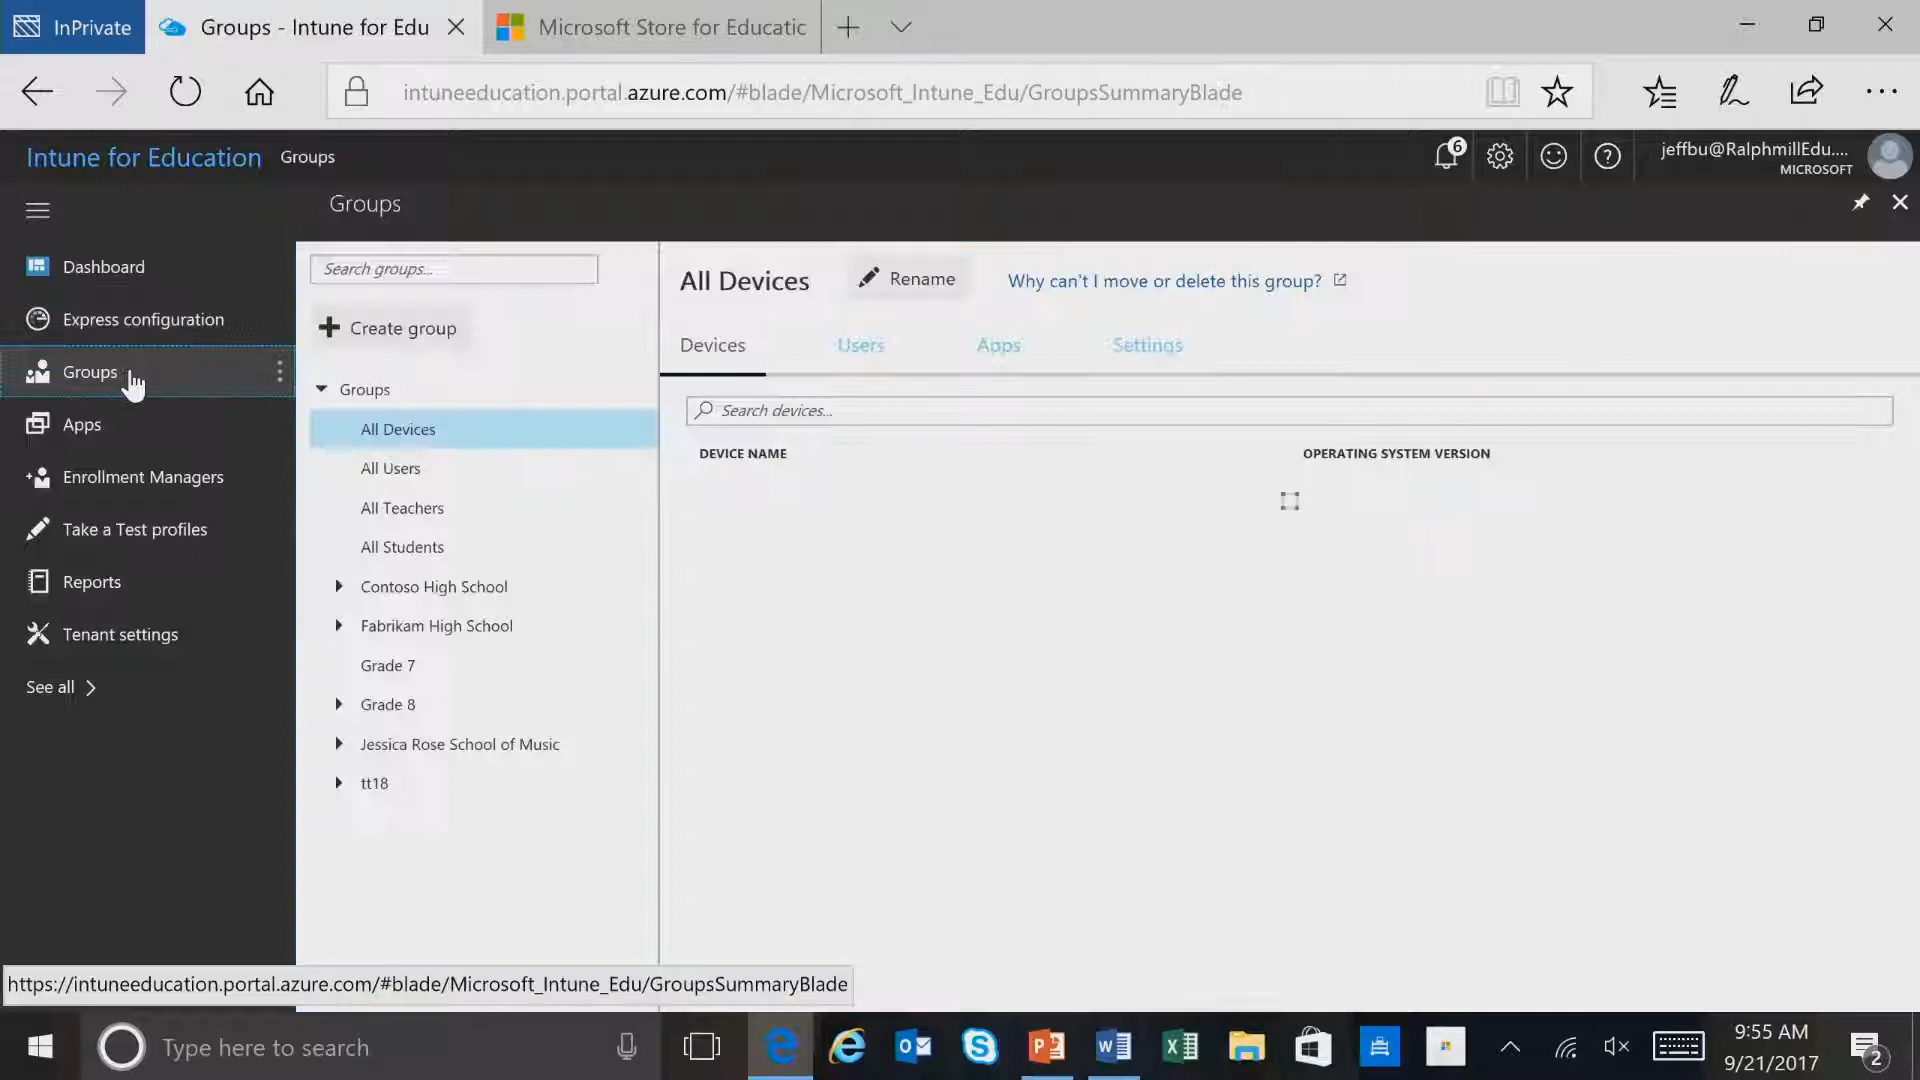 InPrivate
Groups - Intune for Edu
Microsoft Store for Educatic
intuneeducation.portal.azure.com/#blade/Microsoft_Intune_Edu/GroupsSummaryBlade
Intune for Education
Groups
6
jeffbu@RalphmillEdu....
MICROSOFT
Groups
Dashboard
Express configuration
Groups
Apps
Enrollment Managers
Take a Test profiles
Reports
Tenant settings
See all
Search groups...
Create group
Groups
All Devices
All Users
All Teachers
All Students
Contoso High School
Fabrikam High School
Grade 7
Grade 8
Jessica Rose School of Music
tt18
All Devices
Rename
Why can't I move or delete this group?
Devices
Users
Apps
Settings
Search devices...
DEVICE NAME
OPERATING SYSTEM VERSION
https://intuneeducation.portal.azure.com/#blade/Microsoft_Intune_Edu/GroupsSummaryBlade
Type here to search
9:55 AM
9/21/2017
2